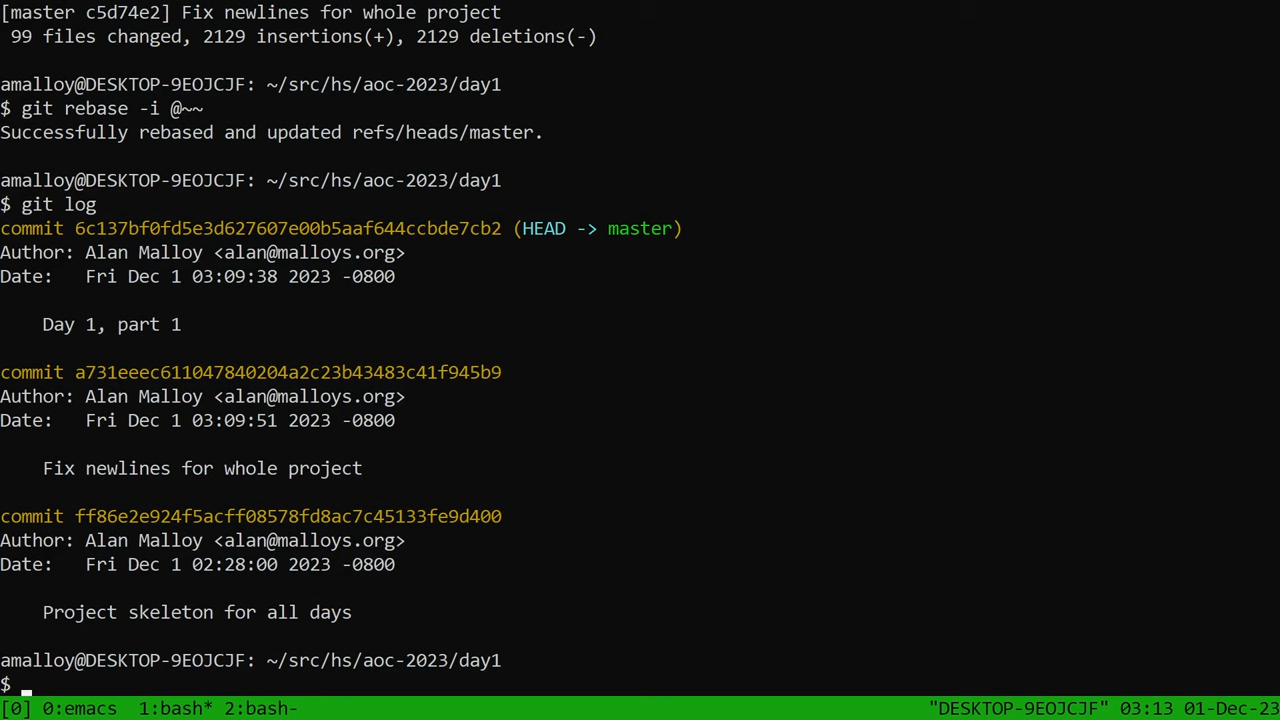 [master c5d74e2] Fix newlines for whole project
 99 files changed, 2129 insertions(+), 2129 deletions(-)
amalloy@DESKTOP-9EOJCJF: ~/src/hs/aoc-2023/day1
$ git rebase -i @~~
Successfully rebased and updated refs/heads/master.
amalloy@DESKTOP-9EOJCJF: ~/src/hs/aoc-2023/day1
$ git log
commit 6c137bf0fd5e3d627607e00b5aaf644ccbde7cb2 (HEAD -> master)
Author: Alan Malloy <alan@malloys.org>
Date:   Fri Dec 1 03:09:38 2023 -0800
    Day 1, part 1
commit a731eeec611047840204a2c23b43483c41f945b9
Author: Alan Malloy <alan@malloys.org>
Date:   Fri Dec 1 03:09:51 2023 -0800
    Fix newlines for whole project
commit ff86e2e924f5acff08578fd8ac7c45133fe9d400
Author: Alan Malloy <alan@malloys.org>
Date:   Fri Dec 1 02:28:00 2023 -0800
    Project skeleton for all days
amalloy@DESKTOP-9EOJCJF: ~/src/hs/aoc-2023/day1
$
[0] 0:emacs  1:bash* 2:bash- "DESKTOP-9EOJCJF" 03:13 01-Dec-23